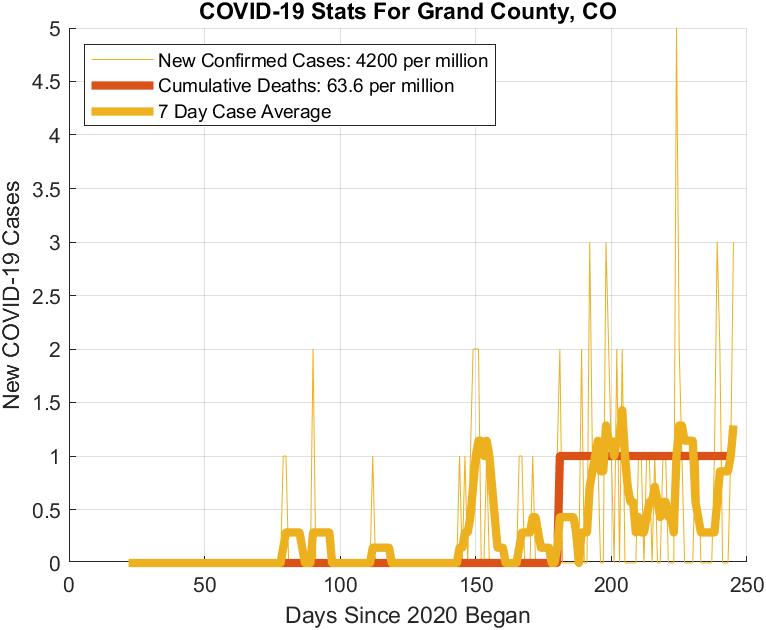 COVID-19 Stats For Grand County, CO
New Confirmed Cases: 4200 per million
Cumulative Deaths: 63.6 per million
7 Day Case Average
New COVID-19 Cases
5
4.5
4
3.5
3
2.5
2
1.5
1
0.5
0
0 50 100 150 200 250
Days Since 2020 Began